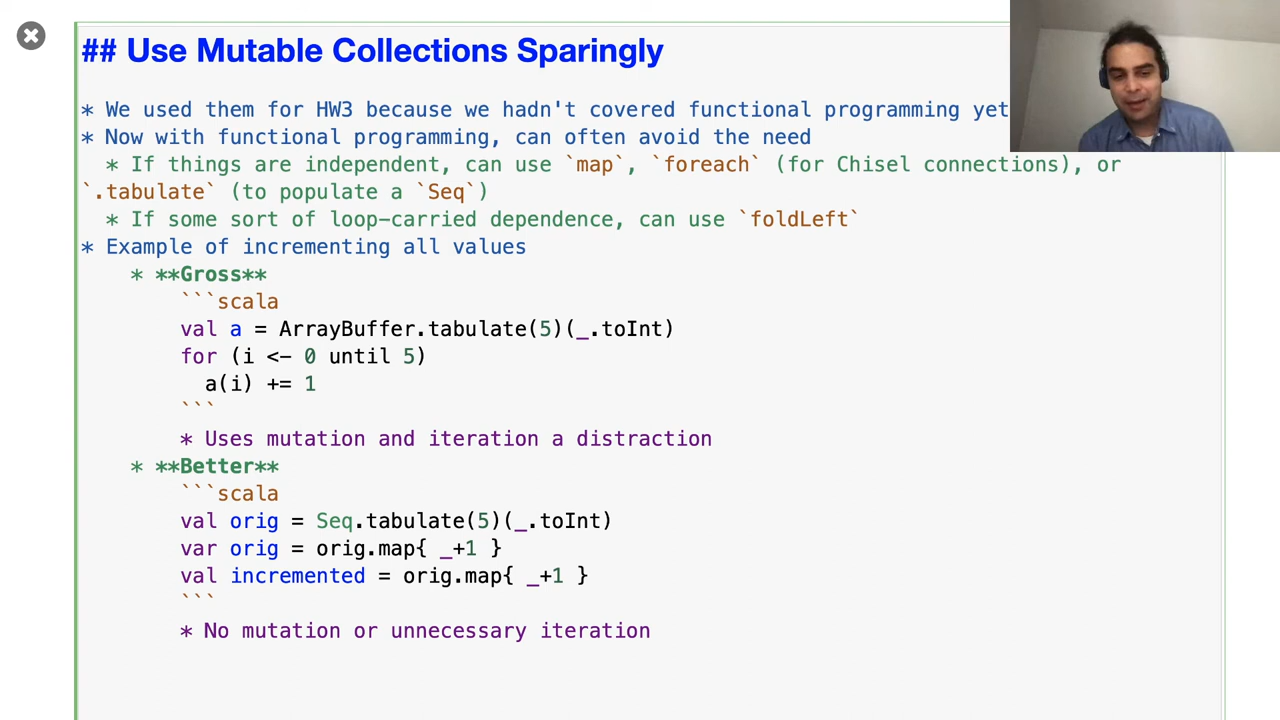 ## Use Mutable Collections Sparingly
* We used them for HW3 because we hadn't covered functional programming yet
* Now with functional programming, can often avoid the need
* If things are independent, can use `map`, `foreach` (for Chisel connections), or
`.tabulate` (to populate a `Seq`)
* If some sort of loop-carried dependence, can use `foldLeft`
* Example of incrementing all values
* **Gross**
```scala
val a = ArrayBuffer.tabulate(5)(_.toInt)
for (i <- 0 until 5)
a(i) += 1
```
* Uses mutation and iteration a distraction
* **Better**
```scala
val orig = Seq.tabulate(5)(_.toInt)
var orig = orig.map{ _+1 }
val incremented = orig.map{ _+1 }
```
* No mutation or unnecessary iteration